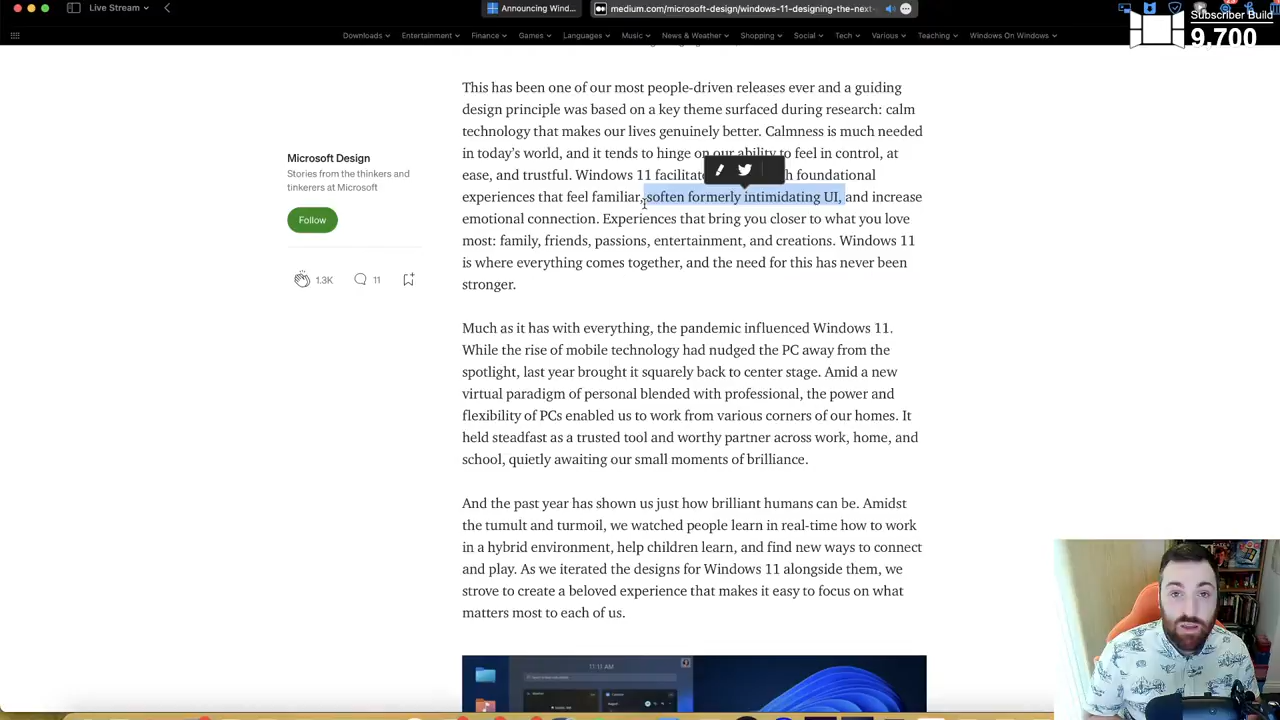 Live Stream
Announcing Wind...
medium.com/microsoft-design/windows-11-designing-the-next-
Subscriber Build
9,700
Downloads
Entertainment
Finance
Games
Languages
Music
News & Weather
Shopping
Social
Tech
Various
Teaching
Windows On Windows
This has been one of our most people-driven releases ever and a guiding
design principle was based on a key theme surfaced during research: calm
technology that makes our lives genuinely better. Calmness is much needed
in today's world, and it tends to hinge on our ability to feel in control, at
ease, and trustful. Windows 11 facilitat h foundational
experiences that feel familiar, soften formerly intimidating UI, and increase
emotional connection. Experiences that bring you closer to what you love
most: family, friends, passions, entertainment, and creations. Windows 11
is where everything comes together, and the need for this has never been
stronger.
Microsoft Design
Stories from the thinkers and
tinkerers at Microsoft
Follow
1.3K
11
Much as it has with everything, the pandemic influenced Windows 11.
While the rise of mobile technology had nudged the PC away from the
spotlight, last year brought it squarely back to center stage. Amid a new
virtual paradigm of personal blended with professional, the power and
flexibility of PCs enabled us to work from various corners of our homes. It
held steadfast as a trusted tool and worthy partner across work, home, and
school, quietly awaiting our small moments of brilliance.
And the past year has shown us just how brilliant humans can be. Amidst
the tumult and turmoil, we watched people learn in real-time how to work
in a hybrid environment, help children learn, and find new ways to connect
and play. As we iterated the designs for Windows 11 alongside them, we
strove to create a beloved experience that makes it easy to focus on what
matters most to each of us.
11:11 AM